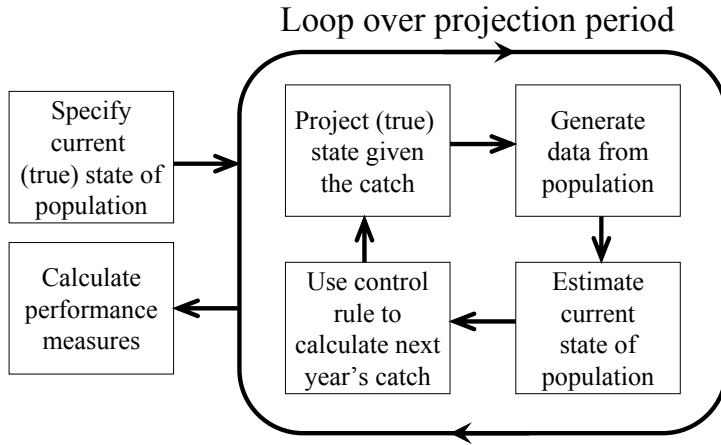 Loop over projection period
Specify
current
(true) state of
population
Project (true)
state given
the catch
Generate
data from
population
Calculate
performance
measures
Use control
rule to
calculate next
year’s catch
Estimate
current
state of
population